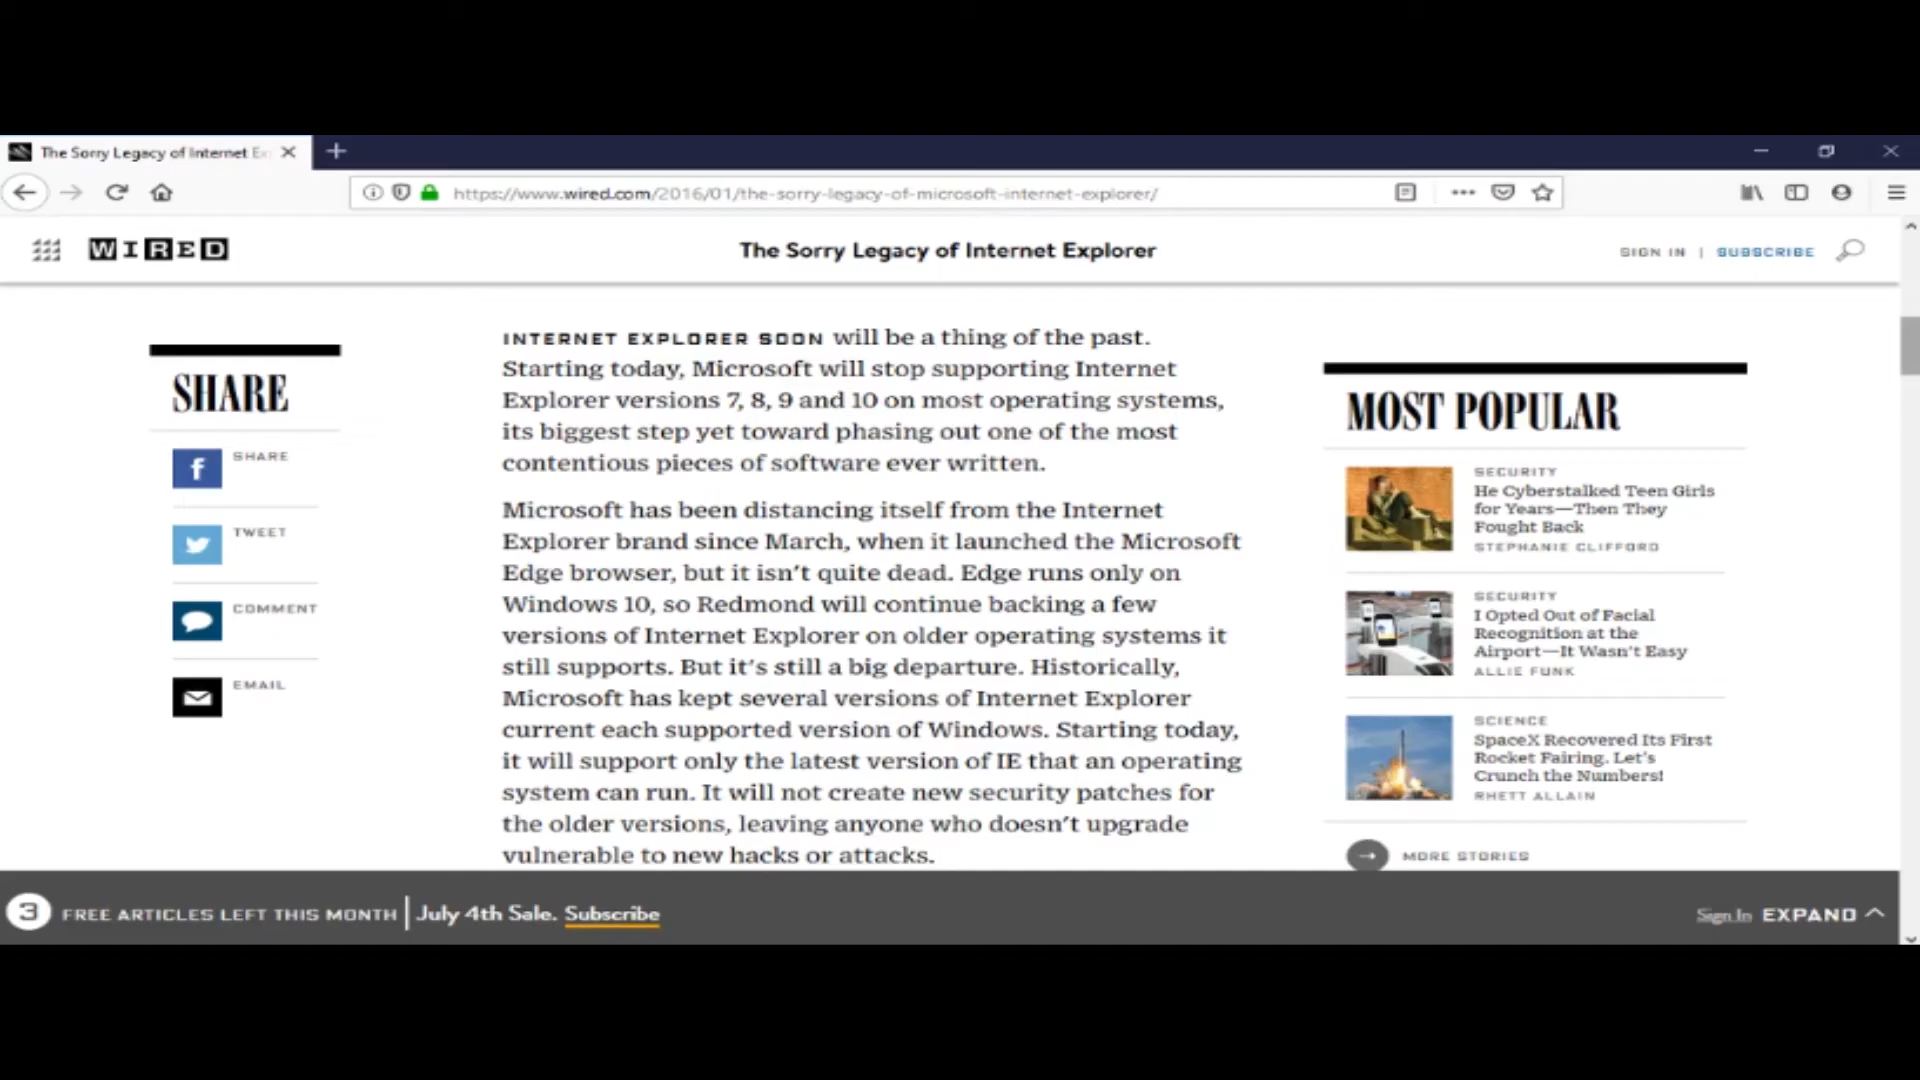 The Sorry Legacy of Internet Ex
https://www.wired.com/2016/01/the-sorry-legacy-of-microsoft-internet-explorer/
WIRED
The Sorry Legacy of Internet Explorer
SIGN IN | SUBSCRIBE
SHARE
SHARE
TWEET
COMMENT
EMAIL
INTERNET EXPLORER SOON will be a thing of the past.
Starting today, Microsoft will stop supporting Internet
Explorer versions 7, 8, 9 and 10 on most operating systems,
its biggest step yet toward phasing out one of the most
contentious pieces of software ever written.
Microsoft has been distancing itself from the Internet
Explorer brand since March, when it launched the Microsoft
Edge browser, but it isn't quite dead. Edge runs only on
Windows 10, so Redmond will continue backing a few
versions of Internet Explorer on older operating systems it
still supports. But it's still a big departure. Historically,
Microsoft has kept several versions of Internet Explorer
current each supported version of Windows. Starting today,
it will support only the latest version of IE that an operating
system can run. It will not create new security patches for
the older versions, leaving anyone who doesn't upgrade
vulnerable to new hacks or attacks.
MOST POPULAR
SECURITY
He Cyberstalked Teen Girls
for Years—Then They
Fought Back
STEPHANIE CLIFFORD
SECURITY
I Opted Out of Facial
Recognition at the
Airport—It Wasn't Easy
ALLIE FUNK
SCIENCE
SpaceX Recovered Its First
Rocket Fairing. Let's
Crunch the Numbers!
RHETT ALLAIN
MORE STORIES
3 FREE ARTICLES LEFT THIS MONTH | July 4th Sale. Subscribe
Sign In EXPAND